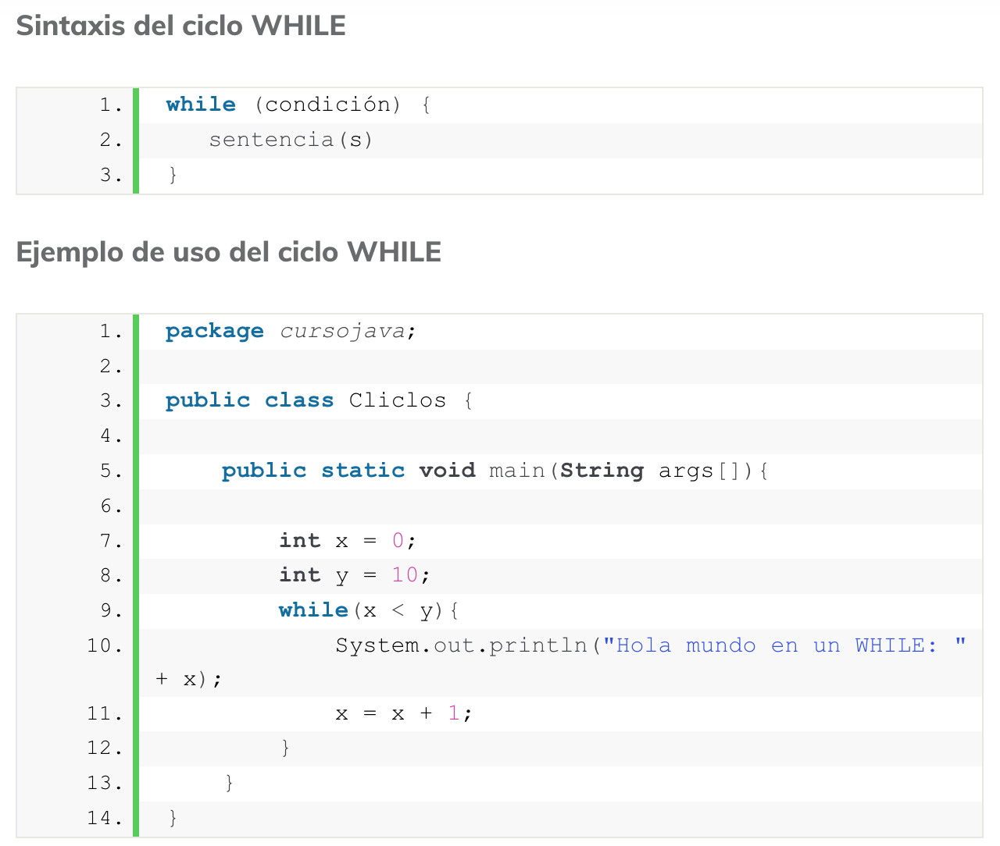 Sintaxis del ciclo WHILE
1. while (condición) {
2.    sentencia(s)
3. }
Ejemplo de uso del ciclo WHILE
1. package cursojava;
2.
3. public class Cliclos {
4.
5.     public static void main(String args[]){
6.
7.         int x = 0;
8.         int y = 10;
9.         while(x < y){
10.             System.out.println("Hola mundo en un WHILE: "
+ x);
11.             x = x + 1;
12.         }
13.     }
14. }